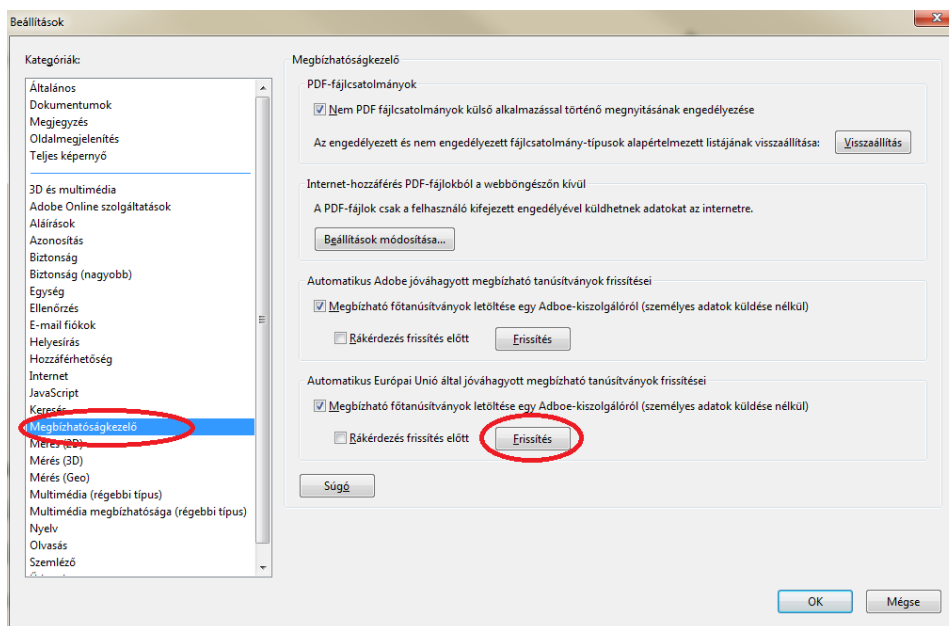 Beállítások
x
Kategóriák:
Általános
Dokumentumok
Megjegyzés
Oldalmegjelenítés
Teljes képernyő
3D és multimédia
Adobe Online szolgáltatások
Aláírások
Azonosítás
Biztonság
Biztonság (nagyobb)
Egység
Ellenőrzés
E-mail fiókok
Helyesírás
Hozzáférhetőség
Internet
JavaScript
Keresés
Megbízhatóságkezelő
Mérés (2D)
Mérés (3D)
Mérés (Geo)
Multimédia (régebbi típus)
Multimédia megbízhatósága (régebbi típus)
Nyelv
Olvasás
Szemléző
Megbízhatóságkezelő
PDF-fájlcsatolmányok
Nem PDF fájlcsatolmányok külső alkalmazással történő megnyitásának engedélyezése
Az engedélyezett és nem engedélyezett fájlcsatolmány-típusok alapértelmezett listájának visszaállítása: Visszaállítás
Internet-hozzáférés PDF-fájlokból a webböngészőn kívül
A PDF-fájlok csak a felhasználó kifejezett engedélyével küldhetnek adatokat az internetre.
Beállítások módosítása...
Automatikus Adobe jóváhagyott megbízható tanúsítványok frissítései
Megbízható főtanúsítványok letöltése egy Adboe-kiszolgálóról (személyes adatok küldése nélkül)
Rákérdezés frissítés előtt Frissítés
Automatikus Európai Unió által jóváhagyott megbízható tanúsítványok frissítései
Megbízható főtanúsítványok letöltése egy Adboe-kiszolgálóról (személyes adatok küldése nélkül)
Rákérdezés frissítés előtt Frissítés
Súgó
OK Mégse